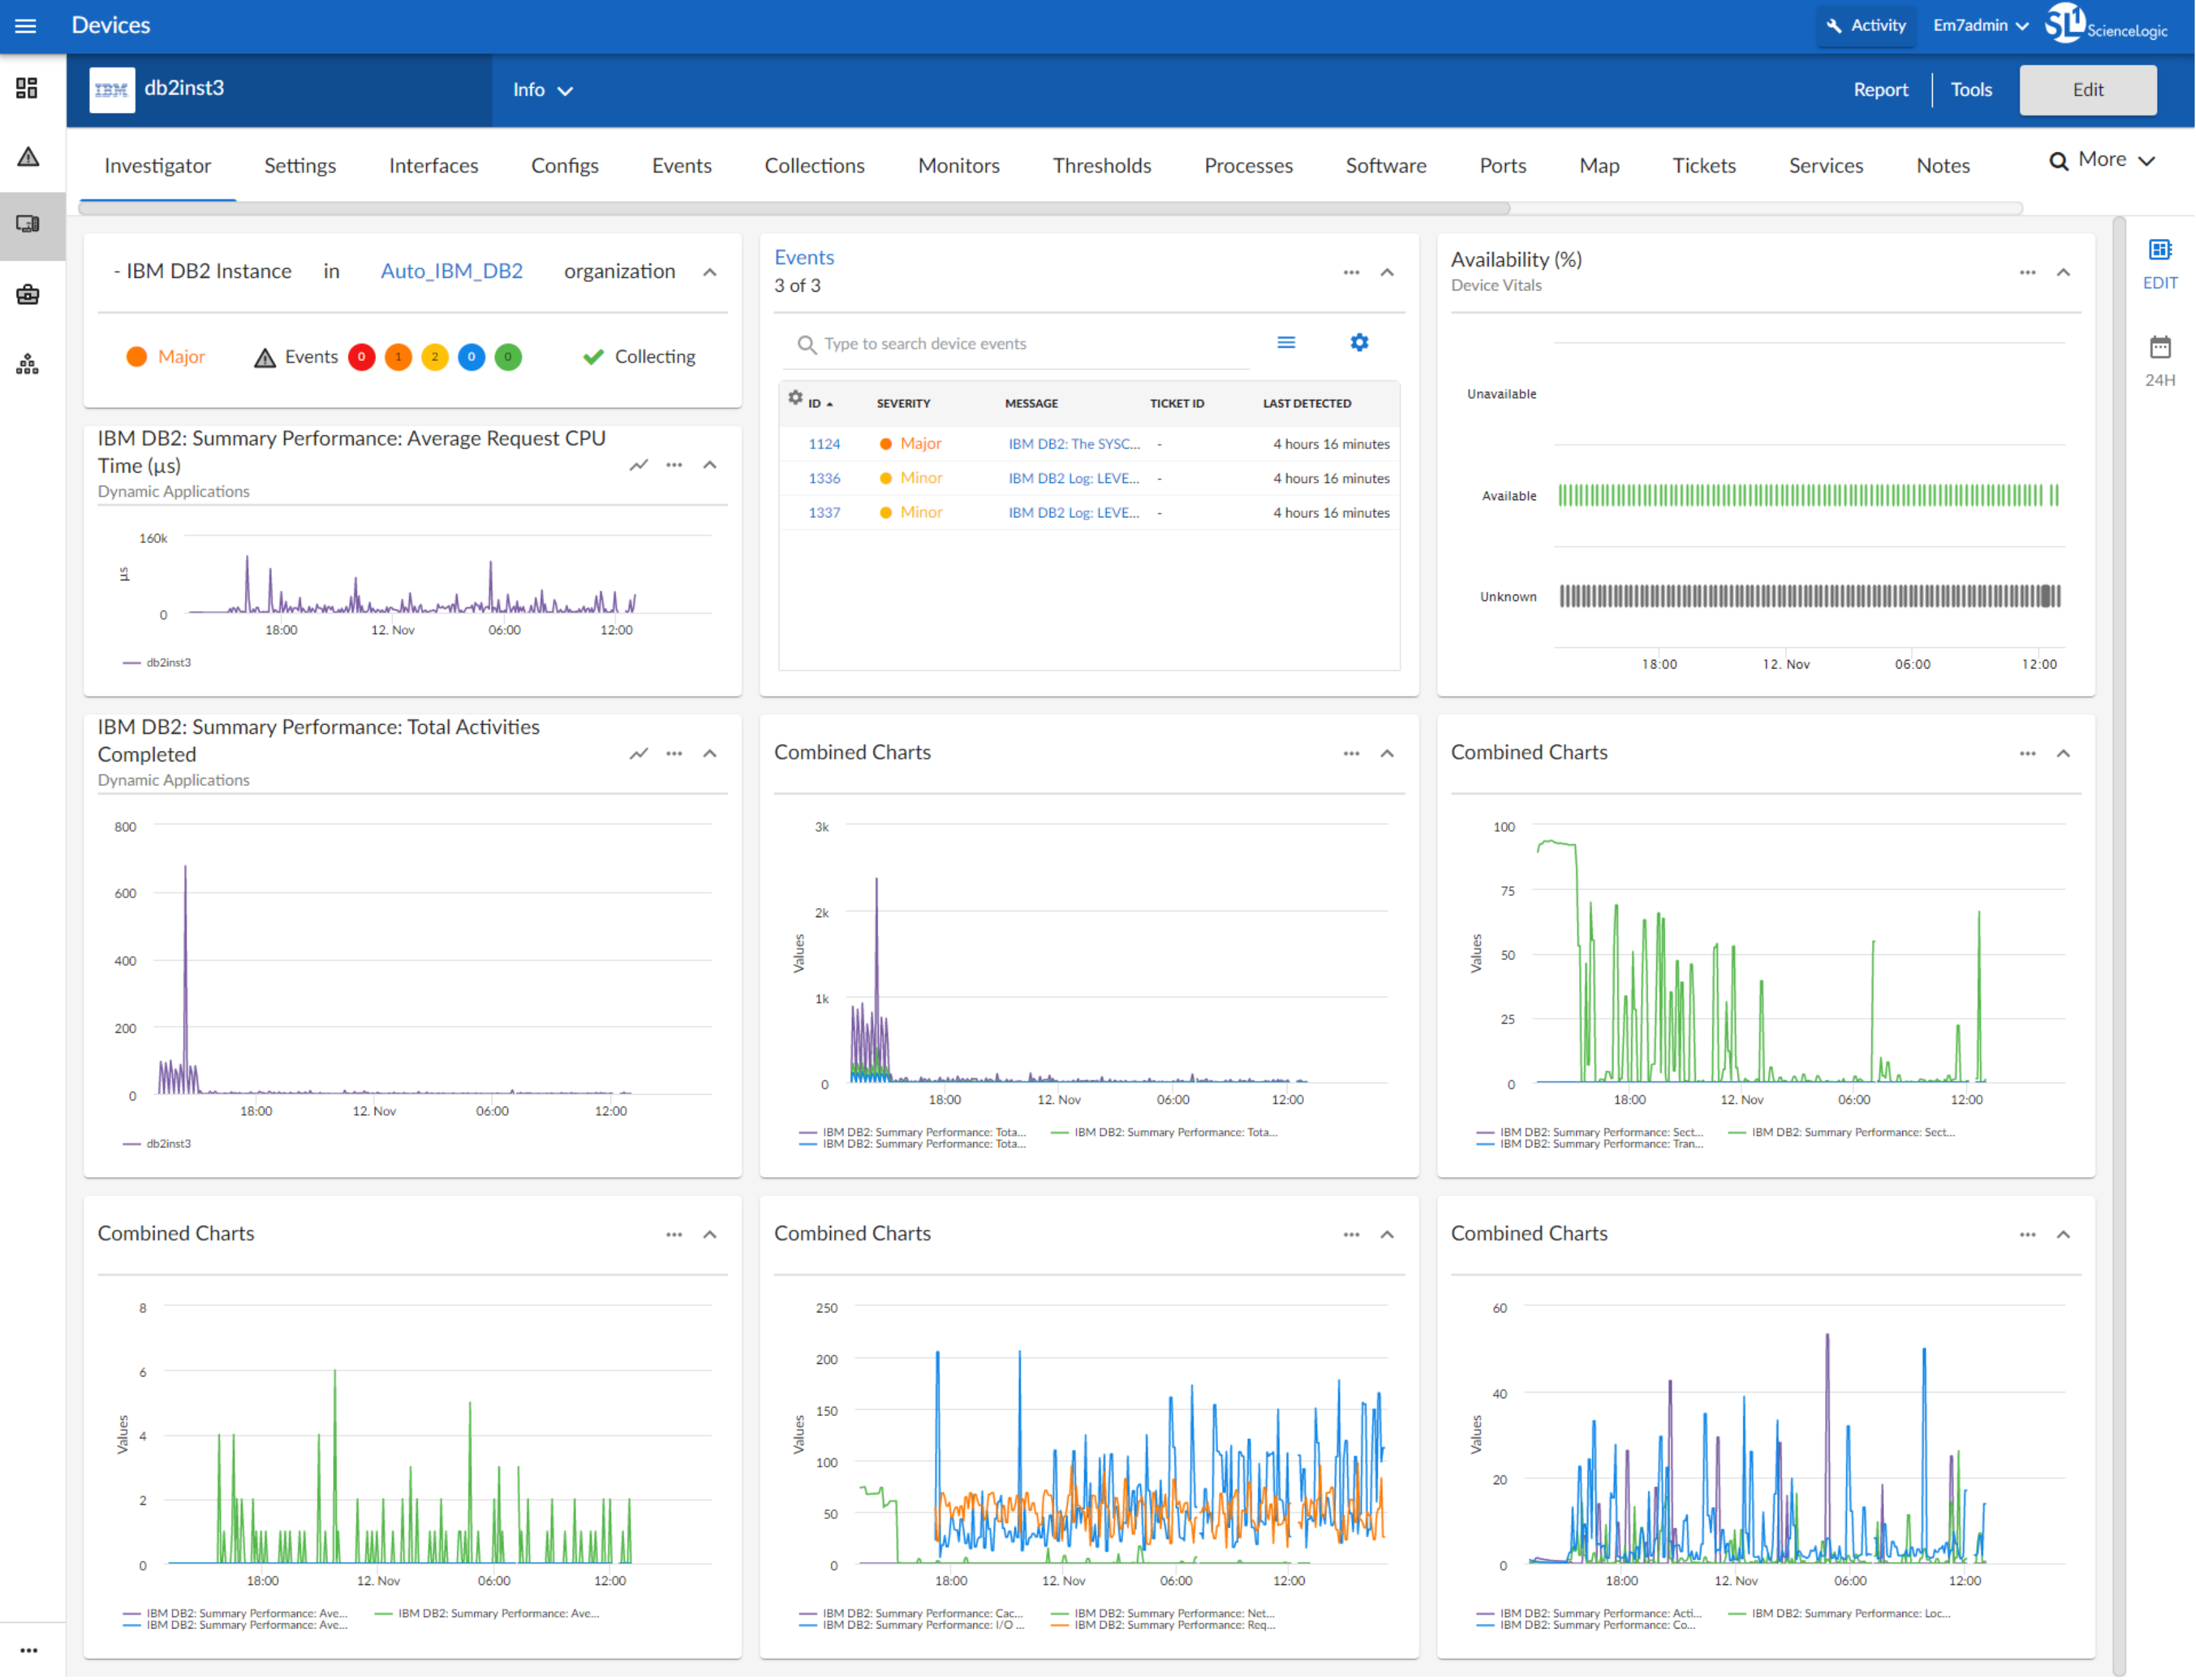 Devices
Activity
Em7admin
SL1 ScienceLogic
IBM
db2inst3
Info
Report
Tools
Edit
Investigator
Settings
Interfaces
Configs
Events
Collections
Monitors
Thresholds
Processes
Software
Ports
Map
Tickets
Services
Notes
More
- IBM DB2 Instance in Auto_IBM_DB2 organization
Major
Events 0 1 2 0 0
Collecting
Events
3 of 3
Type to search device events
ID SEVERITY MESSAGE TICKET ID LAST DETECTED
1124 Major IBM DB2: The SYSC... - 4 hours 16 minutes
1336 Minor IBM DB2 Log: LEVE... - 4 hours 16 minutes
1337 Minor IBM DB2 Log: LEVE... - 4 hours 16 minutes
Availability (%)
Device Vitals
Unavailable
Available
Unknown
18:00 12. Nov 06:00 12:00
EDIT
24H
IBM DB2: Summary Performance: Average Request CPU
Time (µs)
Dynamic Applications
160k
µs
0
18:00 12. Nov 06:00 12:00
db2inst3
IBM DB2: Summary Performance: Total Activities
Completed
Dynamic Applications
800
600
400
200
0
18:00 12. Nov 06:00 12:00
db2inst3
Combined Charts
3k
2k
Values
1k
0
18:00 12. Nov 06:00 12:00
IBM DB2: Summary Performance: Tota... IBM DB2: Summary Performance: Tota...
IBM DB2: Summary Performance: Tota...
Combined Charts
100
75
Values
50
25
0
18:00 12. Nov 06:00 12:00
IBM DB2: Summary Performance: Sect... IBM DB2: Summary Performance: Sect...
IBM DB2: Summary Performance: Tran...
Combined Charts
8
6
Values
4
2
0
18:00 12. Nov 06:00 12:00
IBM DB2: Summary Performance: Ave... IBM DB2: Summary Performance: Ave...
IBM DB2: Summary Performance: Ave...
Combined Charts
250
200
150
Values
100
50
0
18:00 12. Nov 06:00 12:00
IBM DB2: Summary Performance: Cac... IBM DB2: Summary Performance: Net...
IBM DB2: Summary Performance: I/O ... IBM DB2: Summary Performance: Req...
Combined Charts
60
40
Values
20
0
18:00 12. Nov 06:00 12:00
IBM DB2: Summary Performance: Acti... IBM DB2: Summary Performance: Loc...
IBM DB2: Summary Performance: Co...